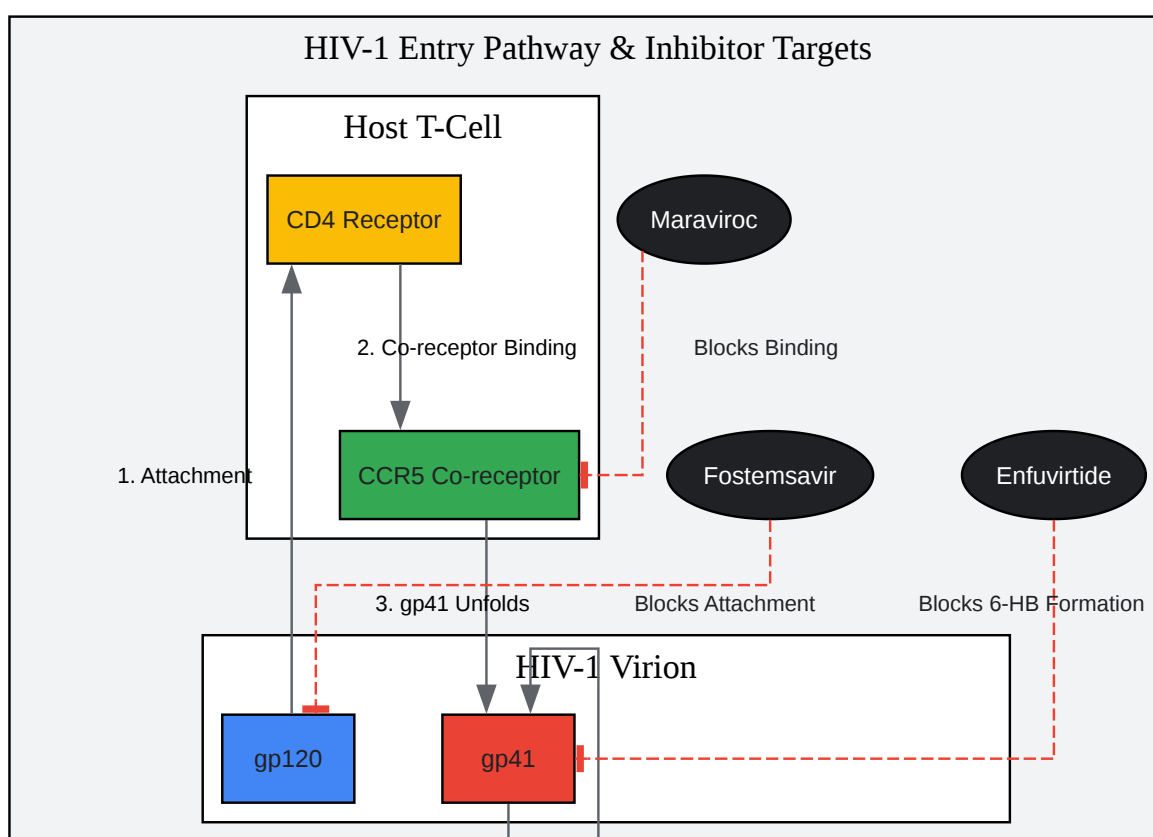 HIV-1 Entry Pathway & Inhibitor Targets
Host T-Cell
CD4 Receptor
Maraviroc
2. Co-receptor Binding
Blocks Binding
1. Attachment
CCR5 Co-receptor
Fostemsavir
Enfuvirtide
3. gp41 Unfolds
Blocks Attachment
Blocks 6-HB Formation
HIV-1 Virion
gp120
gp41